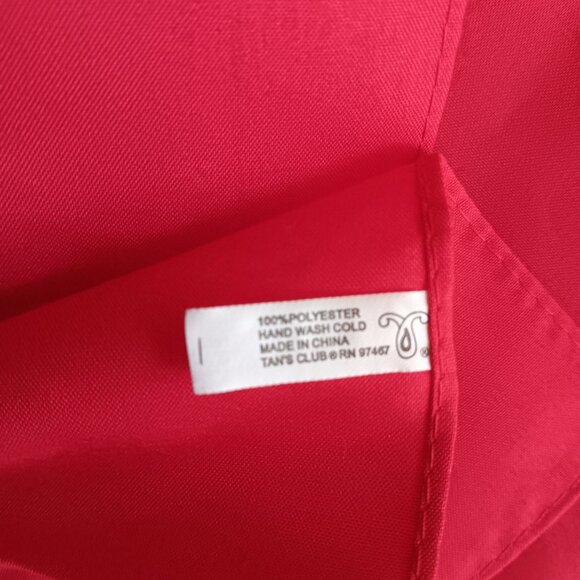 100%POLYESTER
HAND WASH COLD
MADE IN CHINA
TAN'S CLUB ® RN 97467 ®